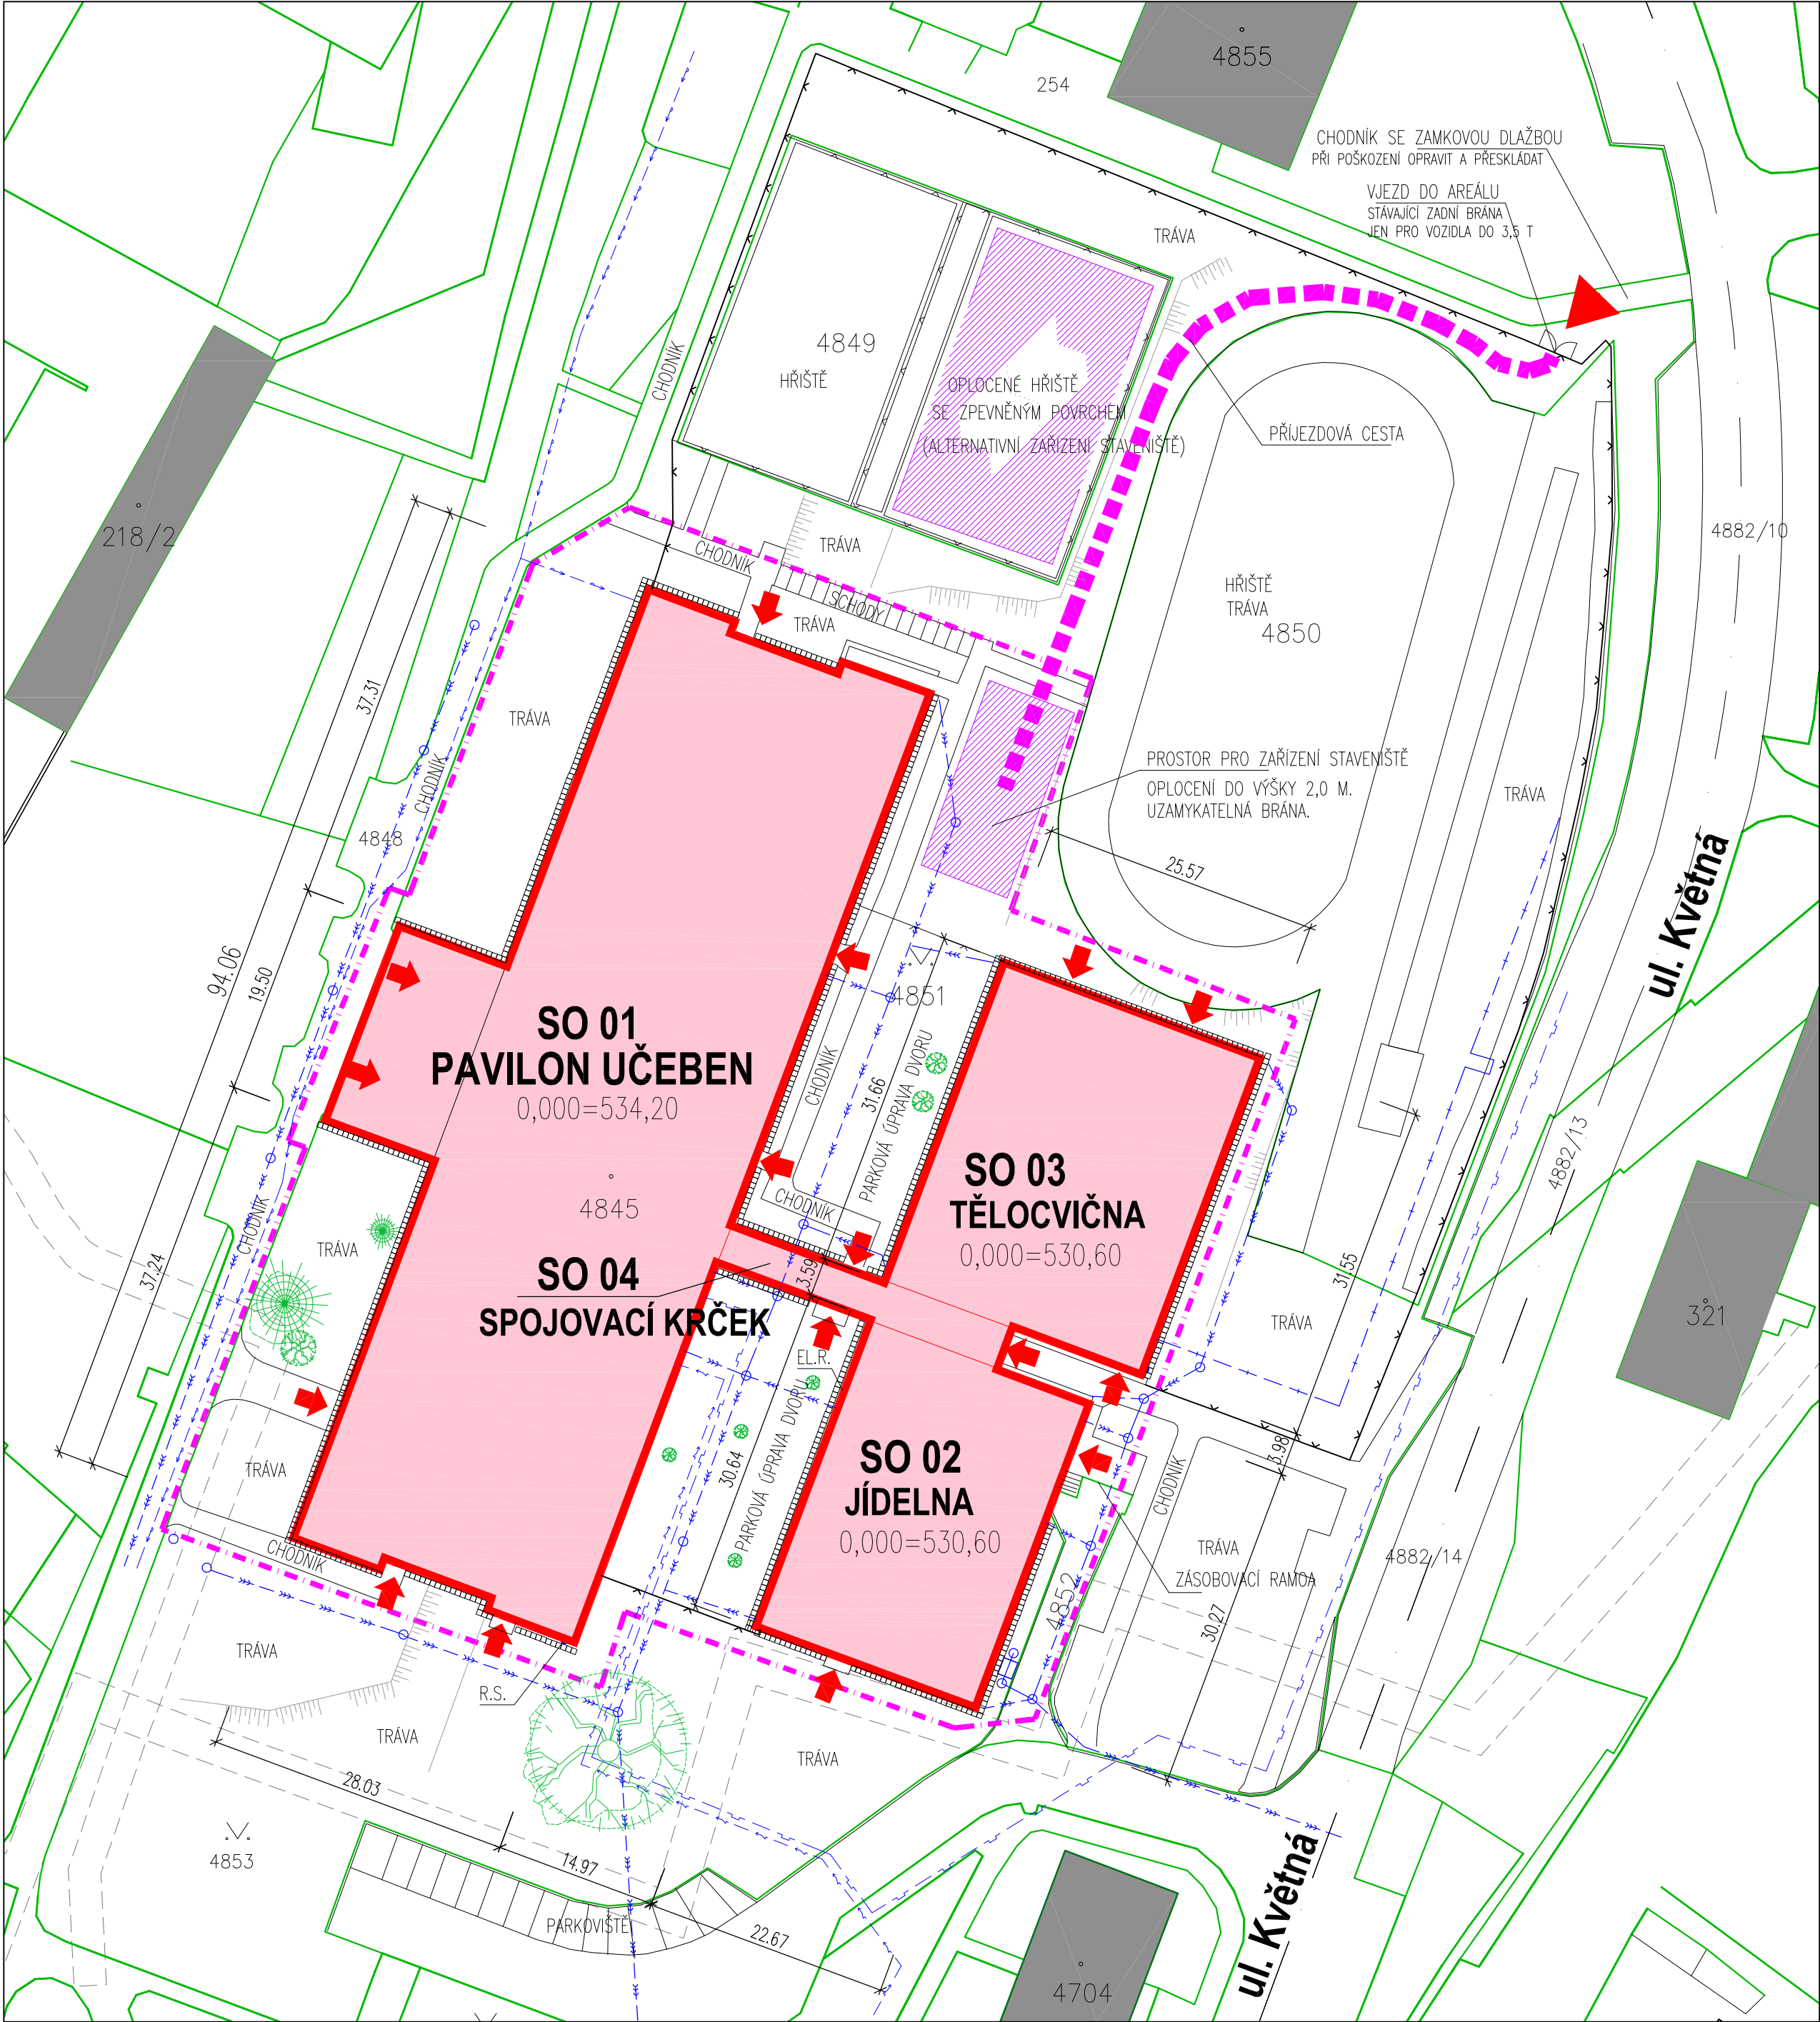 4855
254
CHODNÍK SE ZAMKOVOU DLAŽBOU
PŘI POŠKOZENÍ OPRAVIT A PŘESKLÁDAT
VJEZD DO AREÁLU
STÁVAJÍCÍ ZADNÍ BRÁNA
JEN PRO VOZIDLA DO 3,5 T
TRÁVA
4849
HŘIŠTĚ
CHODNÍK
OPLOCENÉ HŘIŠTĚ
SE ZPEVNĚNÝM POVRCHEM
(ALTERNATIVNÍ ZAŘÍZENÍ STAVENIŠTĚ)
PŘÍJEZDOVÁ CESTA
218/2
4882/10
TRÁVA
CHODNÍK
SCHODY
TRÁVA
HŘIŠTĚ
TRÁVA
4850
37.31
TRÁVA
CHODNÍK
4848
PROSTOR PRO ZAŘÍZENÍ STAVENIŠTĚ
OPLOCENÍ DO VÝŠKY 2,0 M.
UZAMYKATELNÁ BRÁNA.
TRÁVA
25.57
ul. Květná
94.06
19.50
4851
SO 01
PAVILON UČEBEN
0,000=534,20
CHODNÍK
31.66
PARKOVÁ ÚPRAVA DVORU
SO 03
TĚLOCVIČNA
0,000=530,60
4882/13
4845
CHODNÍK
CHODNÍK
TRÁVA
37.24
SO 04
SPOJOVACÍ KRČEK
3.59
31.55
TRÁVA
321
EL.R.
30.64
PARKOVÁ ÚPRAVA DVORU
SO 02
JÍDELNA
0,000=530,60
3.98
CHODNÍK
TRÁVA
TRÁVA
4882/14
ZÁSOBOVACÍ RAMOA
4852
30.27
CHODNÍK
TRÁVA
R.S.
TRÁVA
TRÁVA
28.03
4853
14.97
PARKOVIŠTĚ
22.67
ul. Květná
4704